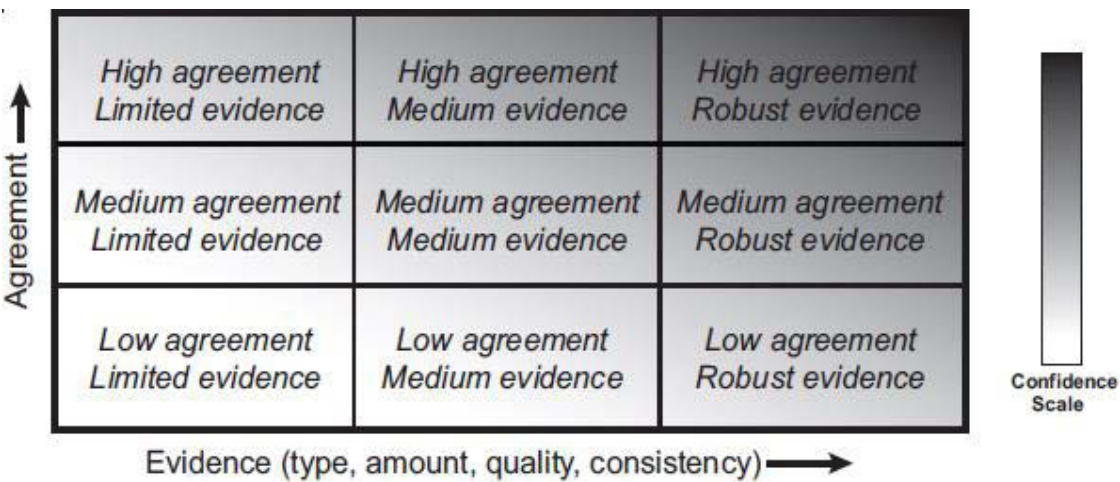 High agreement
Limited evidence
High agreement
Medium evidence
High agreement
Robust evidence
Agreement
Medium agreement
Limited evidence
Medium agreement
Medium evidence
Medium agreement
Robust evidence
Low agreement
Limited evidence
Low agreement
Medium evidence
Low agreement
Robust evidence
Evidence (type, amount, quality, consistency)
Confidence
Scale